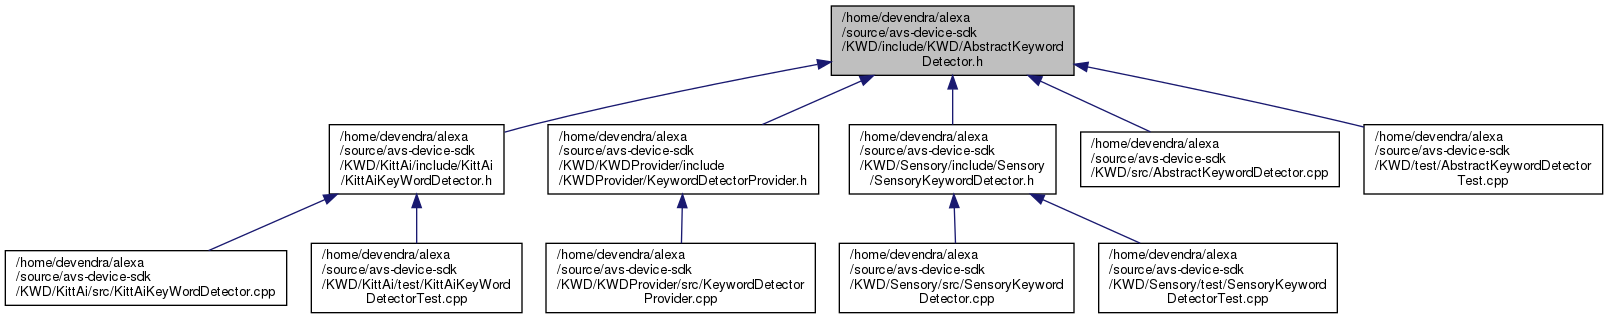 /home/devendra/alexa
/source/avs-device-sdk
/KWD/include/KWD/AbstractKeyword
Detector.h
/home/devendra/alexa
/source/avs-device-sdk
/KWD/KittAi/include/KittAi
/KittAiKeyWordDetector.h
/home/devendra/alexa
/source/avs-device-sdk
/KWD/KWDProvider/include
/KWDProvider/KeywordDetectorProvider.h
/home/devendra/alexa
/source/avs-device-sdk
/KWD/Sensory/include/Sensory
/SensoryKeywordDetector.h
/home/devendra/alexa
/source/avs-device-sdk
/KWD/src/AbstractKeywordDetector.cpp
/home/devendra/alexa
/source/avs-device-sdk
/KWD/test/AbstractKeywordDetector
Test.cpp
/home/devendra/alexa
/source/avs-device-sdk
/KWD/KittAi/src/KittAiKeyWordDetector.cpp
/home/devendra/alexa
/source/avs-device-sdk
/KWD/KittAi/test/KittAiKeyWord
DetectorTest.cpp
/home/devendra/alexa
/source/avs-device-sdk
/KWD/KWDProvider/src/KeywordDetector
Provider.cpp
/home/devendra/alexa
/source/avs-device-sdk
/KWD/Sensory/src/SensoryKeyword
Detector.cpp
/home/devendra/alexa
/source/avs-device-sdk
/KWD/Sensory/test/SensoryKeyword
DetectorTest.cpp